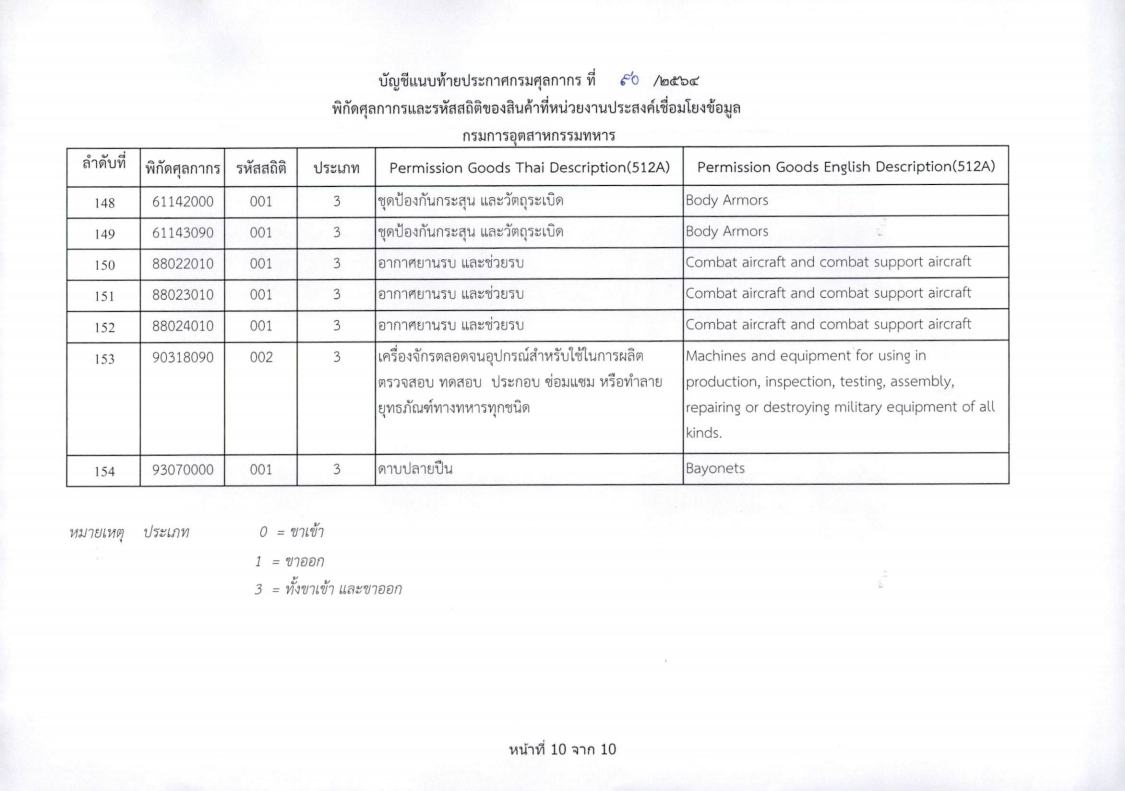 บัญชีแนบท้ายประกาศกรมศุลกากร ที่ ๙๐ /๒๕๖๔
พิกัดศุลกากรและรหัสสถิติของสินค้าที่หน่วยงานประสงค์เชื่อมโยงข้อมูล
กรมการอุตสาหกรรมทหาร
ลำดับที่ พิกัดศุลกากร รหัสสถิติ ประเภท Permission Goods Thai Description(512A) Permission Goods English Description(512A)
148 61142000 001 3 ชุดป้องกันกระสุน และวัตถุระเบิด Body Armors
149 61143090 001 3 ชุดป้องกันกระสุน และวัตถุระเบิด Body Armors
150 88022010 001 3 อากาศยานรบ และช่วยรบ Combat aircraft and combat support aircraft
151 88023010 001 3 อากาศยานรบ และช่วยรบ Combat aircraft and combat support aircraft
152 88024010 001 3 อากาศยานรบ และช่วยรบ Combat aircraft and combat support aircraft
153 90318090 002 3 เครื่องจักรตลอดจนอุปกรณ์สำหรับใช้ในการผลิต Machines and equipment for using in
ตรวจสอบ ทดสอบ ประกอบ ซ่อมแซม หรือทำลาย production, inspection, testing, assembly,
ยุทธภัณฑ์ทางทหารทุกชนิด repairing or destroying military equipment of all
kinds.
154 93070000 001 3 ดาบปลายปืน Bayonets
หมายเหตุ ประเภท 0 = ขาเข้า
1 = ขาออก
3 = ทั้งขาเข้า และขาออก
หน้าที่ 10 จาก 10